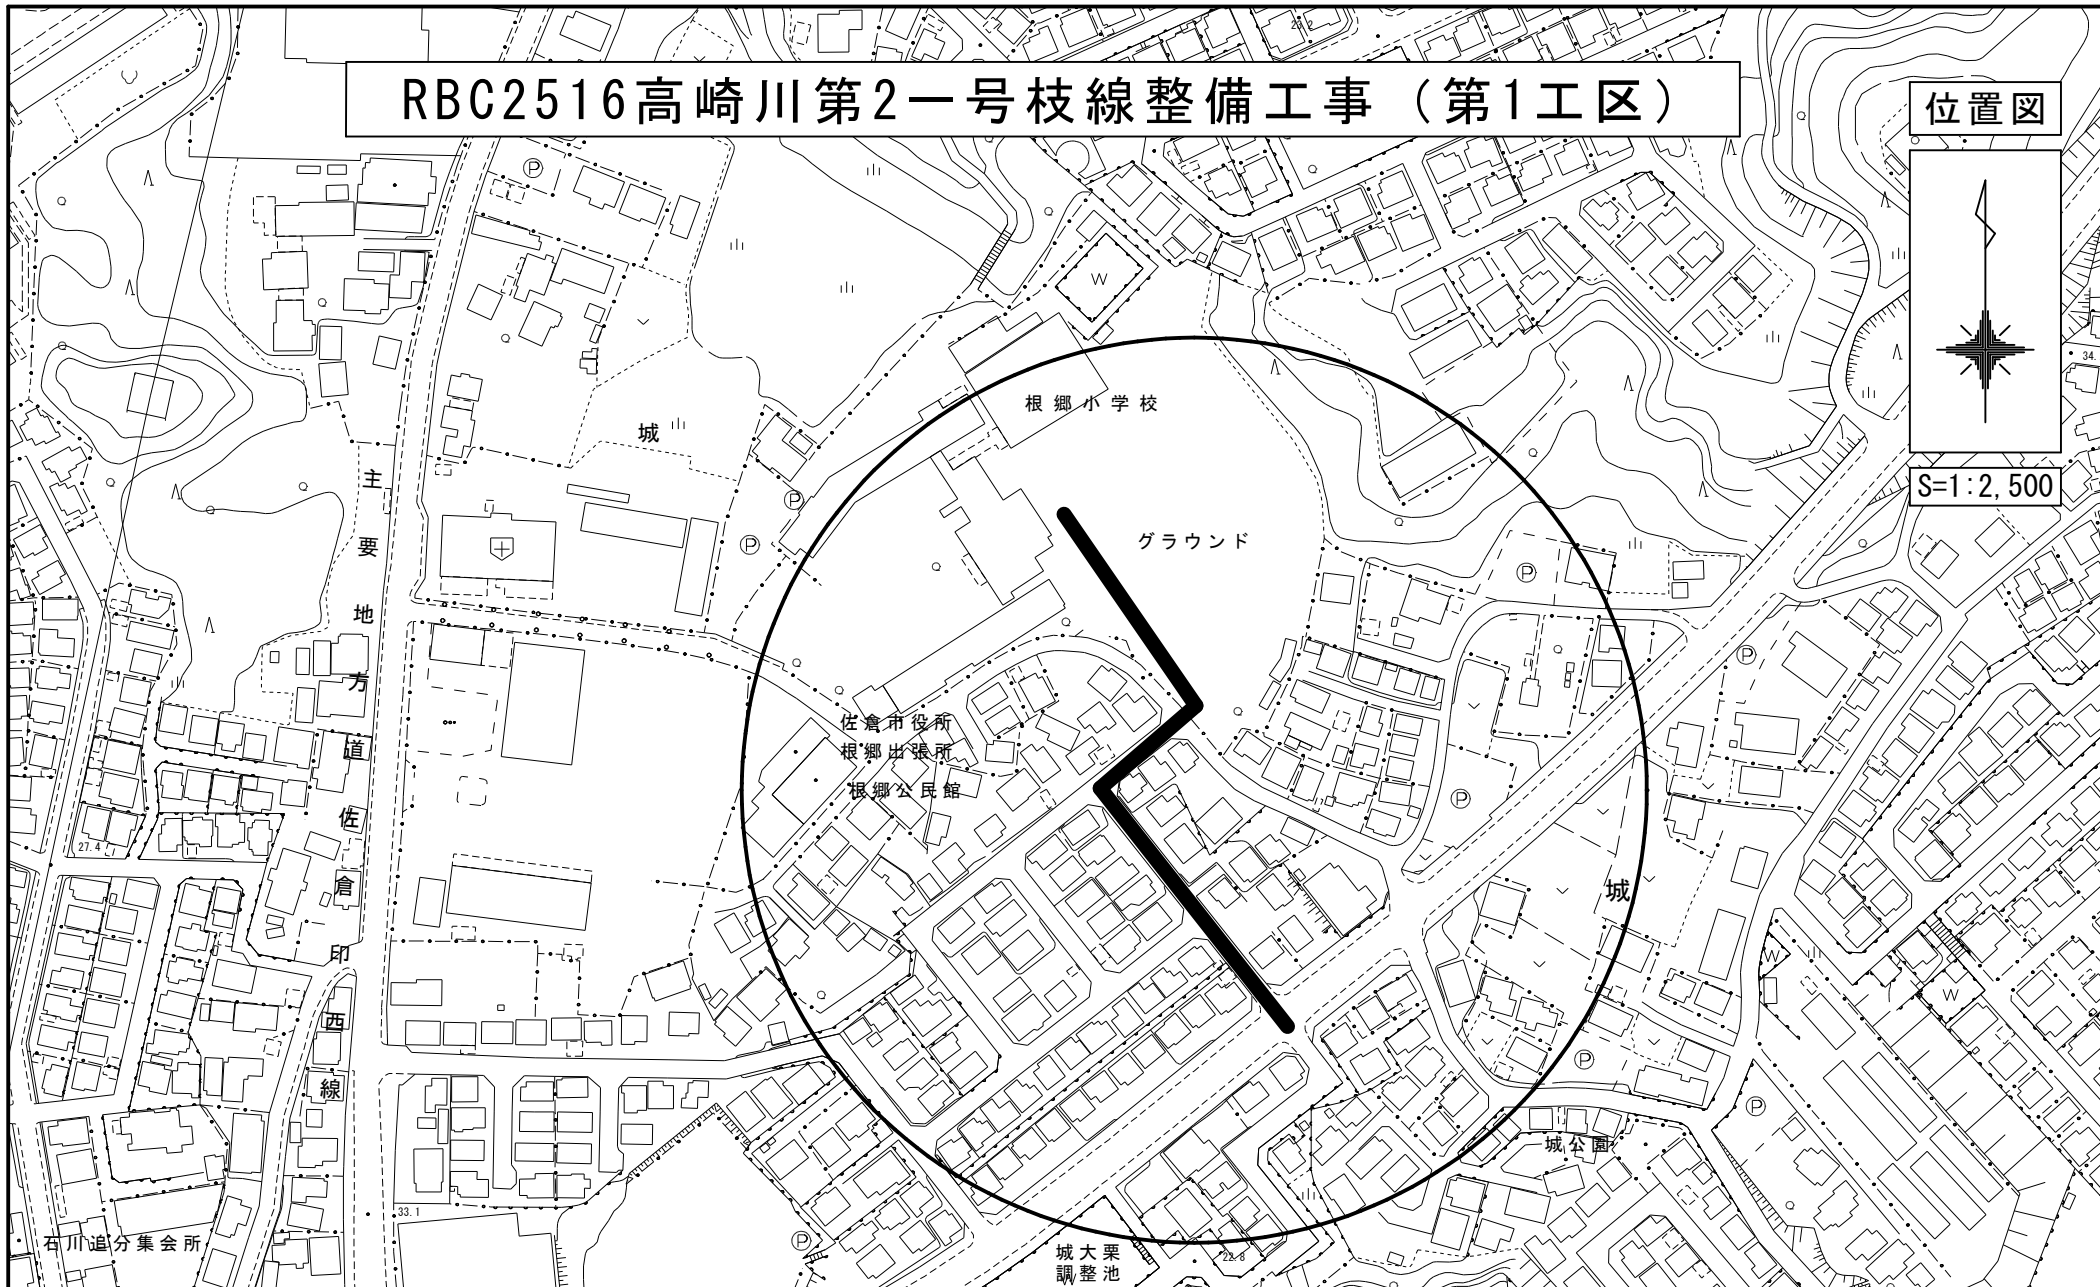 RBC2516高崎川第2一号枝線整備工事（第1工区）
位置図
S=1:2,500
23.2
34.
城
根郷小学校
グラウンド
主要地方道佐倉印西線
佐倉市役所
根郷出張所
根郷公民館
27.4
城
城公園
33.1
石川追分集会所
城大栗
調整池
22.8
P
P
P
P
P
P
P
P
P
P
W
W
W
W